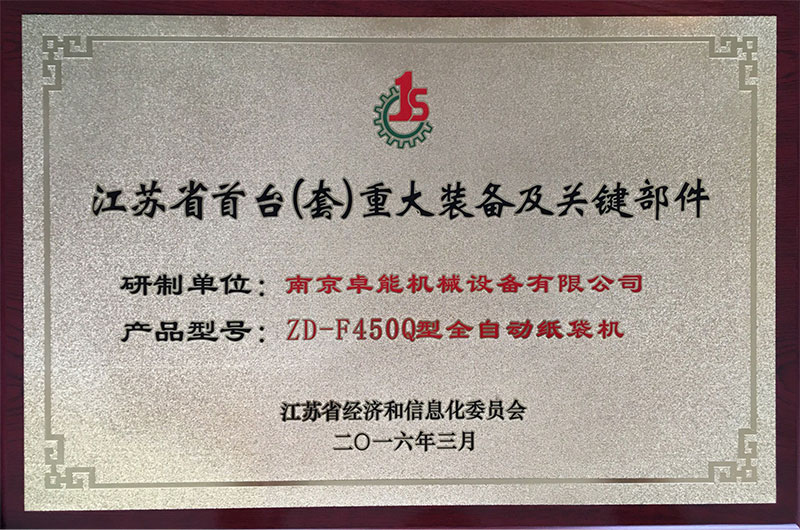 1S
江苏省首台(套)重大装备及关键部件
研制单位：南京卓能机械设备有限公司
产品型号：ZD-F450Q型全自动纸袋机
江苏省经济和信息化委员会
二〇一六年三月